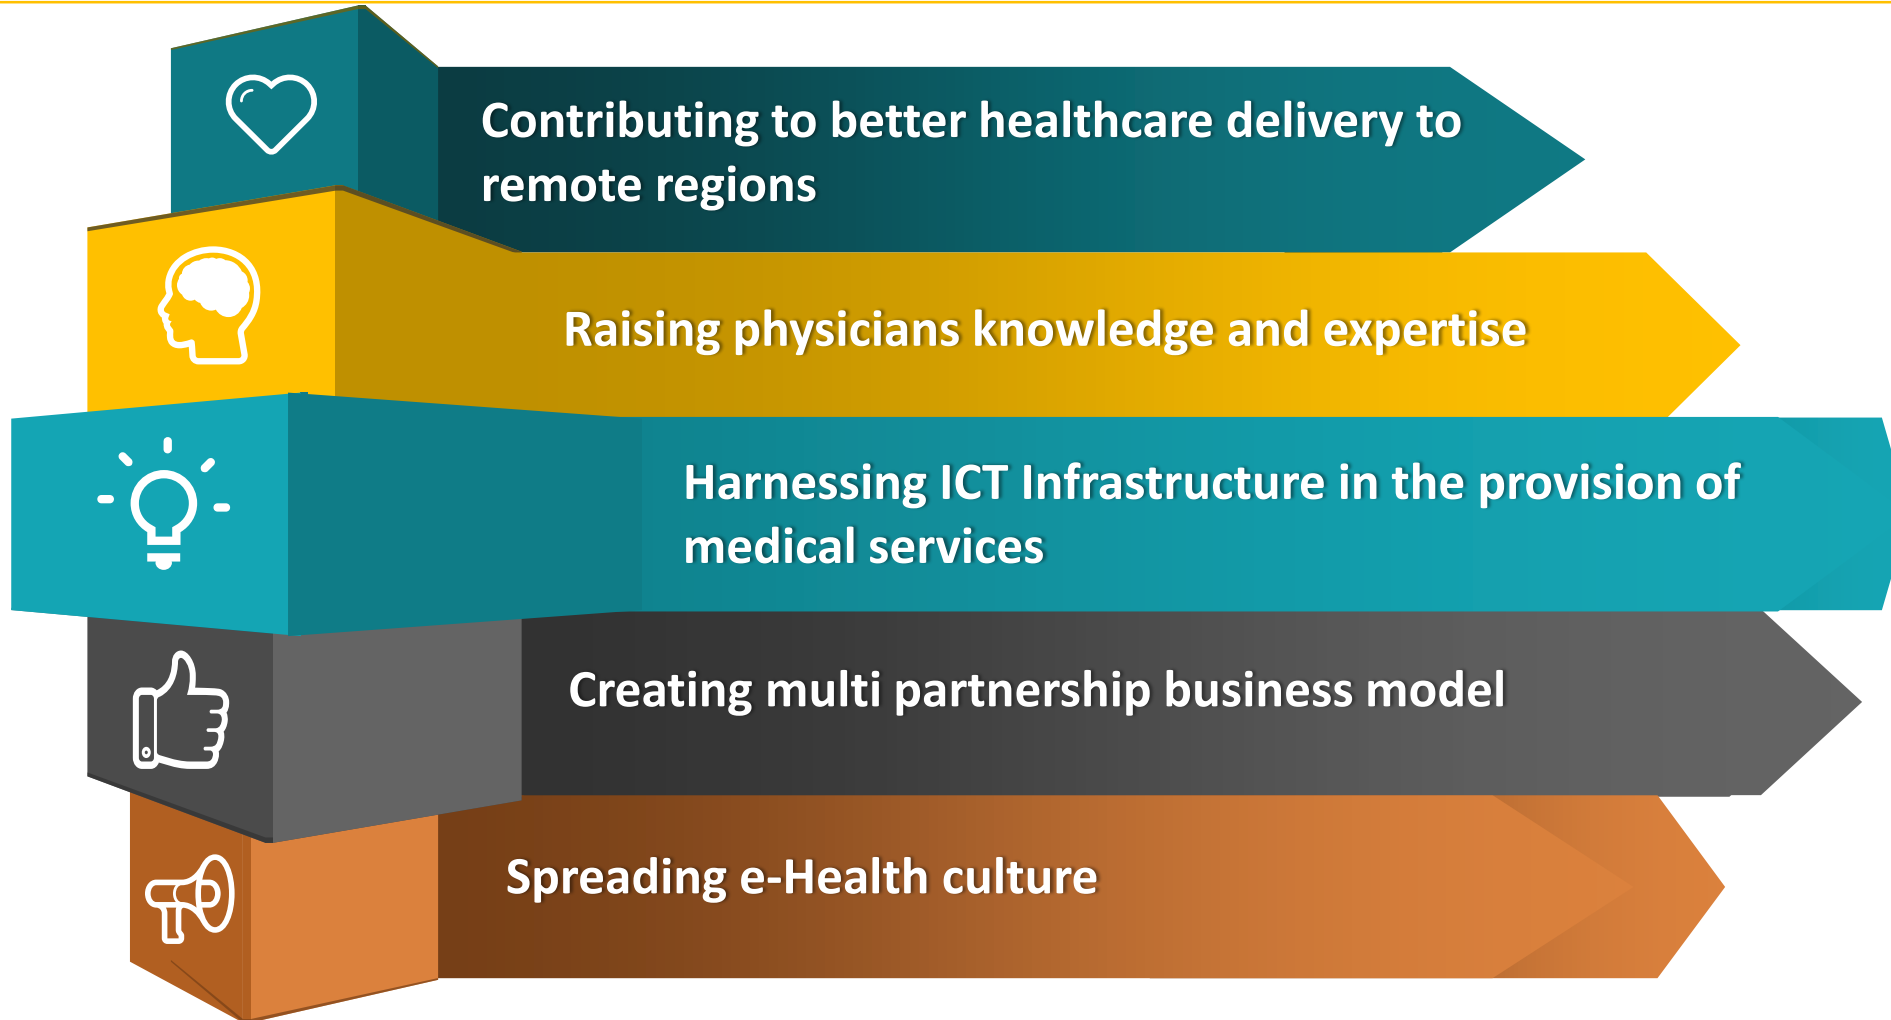 Contributing to better healthcare delivery to
remote regions
Raising physicians knowledge and expertise
Harnessing ICT Infrastructure in the provision of
medical services
Creating multi partnership business model
Spreading e-Health culture